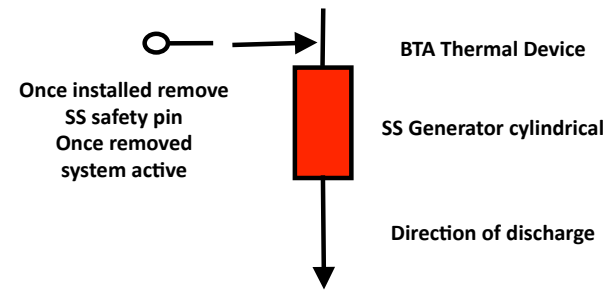 BTA Thermal Device
Once installed remove
SS safety pin
Once removed
system active
SS Generator cylindrical
Direction of discharge